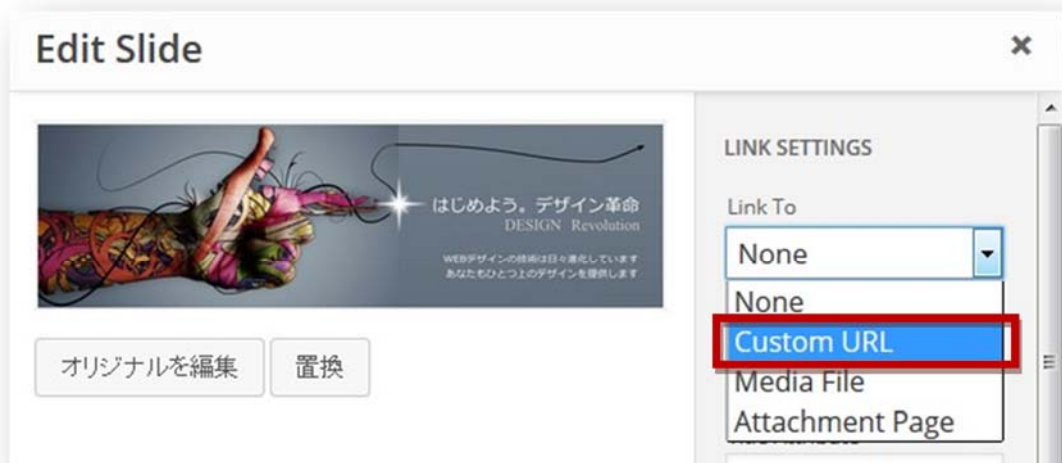 Edit Slide
×
はじめよう。デザイン革命
DESIGN Revolution
WEBデザインの技術は日々進化しています
あなたもひとつ上のデザインを提供します
オリジナルを編集
置換
LINK SETTINGS
Link To
None
None
Custom URL
Media File
Attachment Page